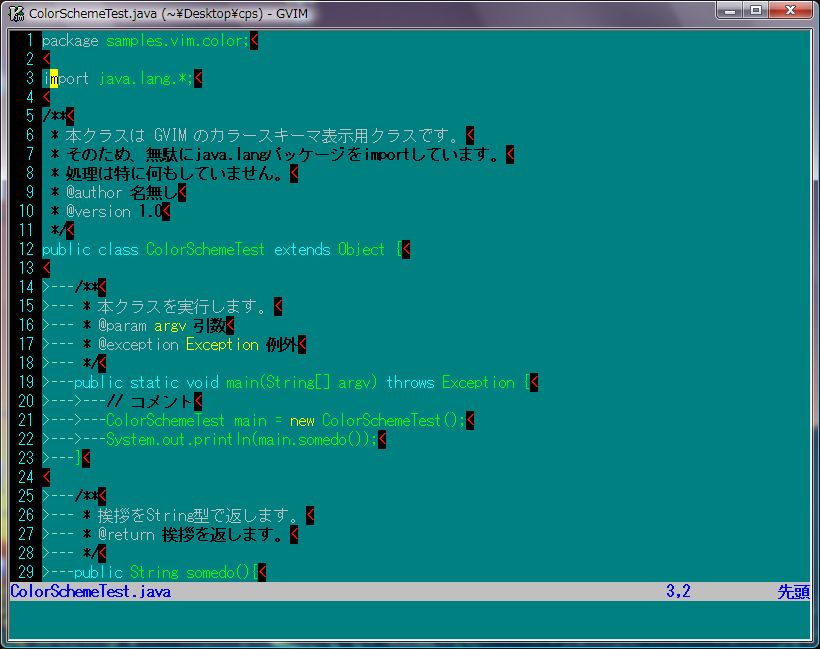 ColorSchemeTest.java (~¥Desktop¥cps) - GVIM
1 package samples.vim.color;<
2 <
3 import java.lang.*;<
4 <
5 /**<
6  * 本クラスは GVIM のカラースキーマ表示用クラスです。<
7  * そのため、無駄にjava.langパッケージをimportしています。<
8  * 処理は特に何もしていません。<
9  * @author 名無し<
10  * @version 1.0<
11  */<
12 public class ColorSchemeTest extends Object {<
13 <
14 >---/**<
15 >--- * 本クラスを実行します。<
16 >--- * @param argv 引数<
17 >--- * @exception Exception 例外<
18 >--- */<
19 >---public static void main(String[] argv) throws Exception {<
20 >--->---// コメント<
21 >--->---ColorSchemeTest main = new ColorSchemeTest();<
22 >--->---System.out.println(main.somedo());<
23 >---}<
24 <
25 >---/**<
26 >--- * 挨拶をString型で返します。<
27 >--- * @return 挨拶を返します。<
28 >--- */<
29 >---public String somedo(){<
ColorSchemeTest.java 3,2 先頭